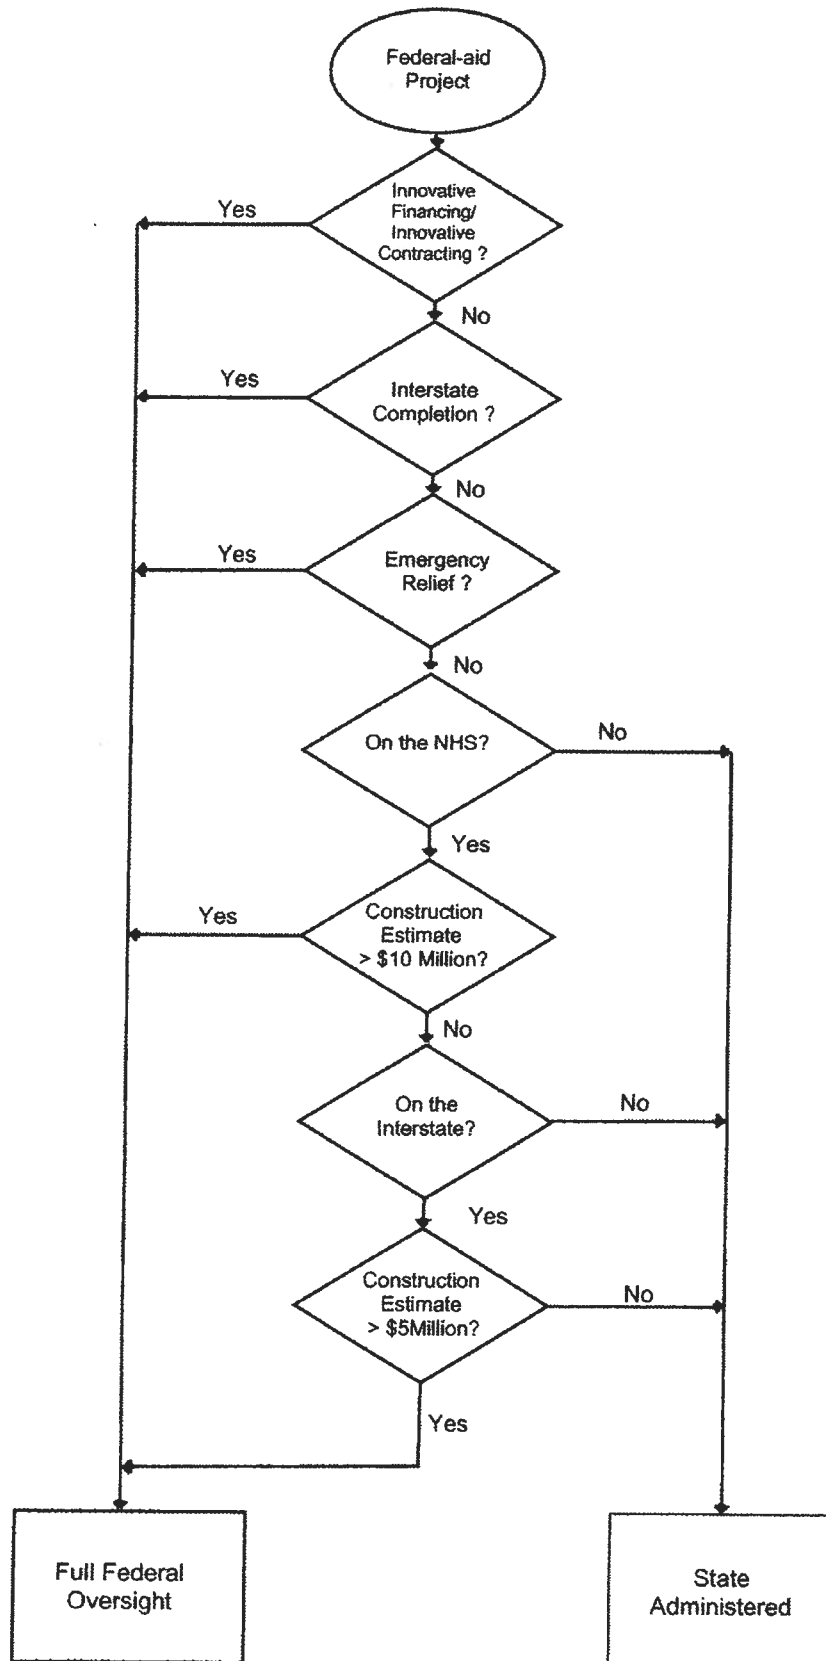 Federal-aid
Project
Innovative
Financing/
Innovative
Contracting ?
Yes
No
Interstate
Completion ?
Yes
No
Emergency
Relief ?
Yes
No
On the NHS?
No
Yes
Construction
Estimate
> $10 Million?
Yes
No
On the
Interstate?
No
Yes
Construction
Estimate
> $5Million?
No
Yes
Full Federal
Oversight
State
Administered